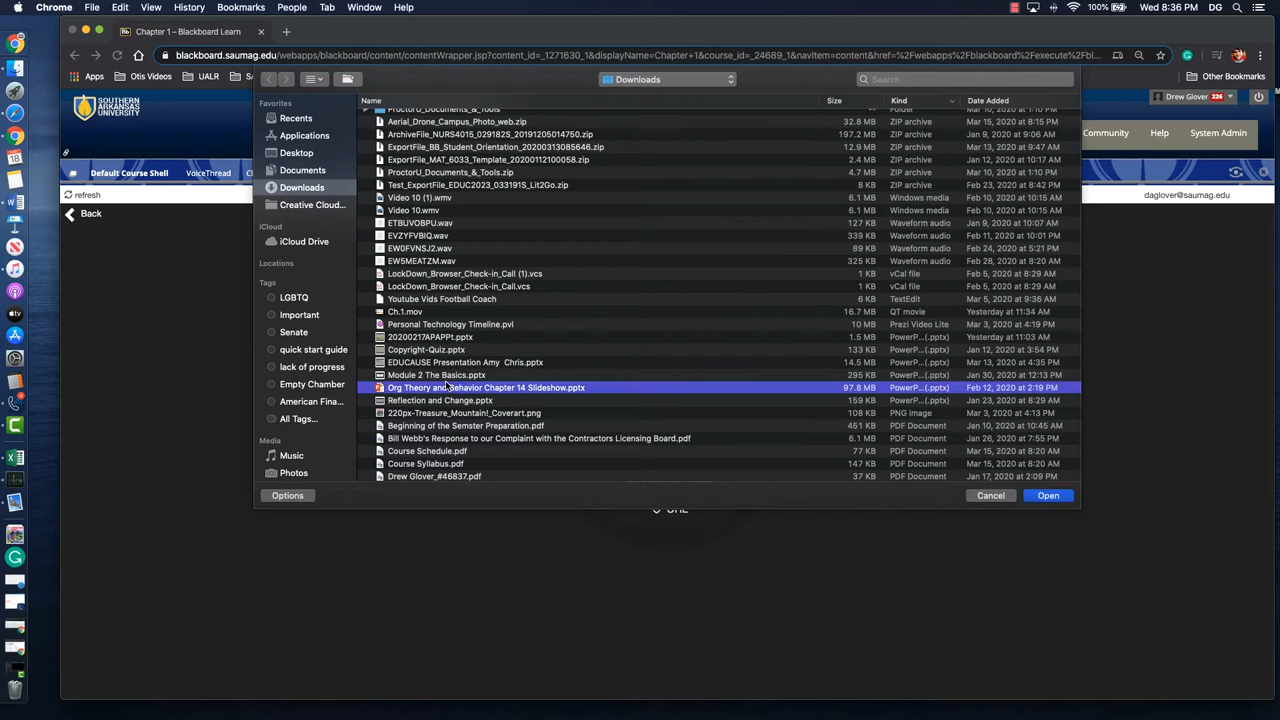 Chrome File Edit View History Bookmarks People Tab Window Help 100% Wed 8:36 PM DG
Chapter 1 – Blackboard Learn
blackboard.saumag.edu/webapps/blackboard/content/contentWrapper.jsp?content_id=_1271630_1&displayName=Chapter+1&course_id=_24689_1&navItem=content&href=%2Fwebapps%2Fblackboard%2Fexecute%2Fbl...
Apps Otis Videos UALR Other Bookmarks
Downloads
Search
SOUTHERN
ARKANSAS
UNIVERSITY
Drew Glover 226
Community Help System Admin
Default Course Shell VoiceThread
refresh
daglover@saumag.edu
Back
Favorites
Recents
Applications
Desktop
Documents
Downloads
Creative Cloud...
iCloud
iCloud Drive
Locations
Tags
LGBTQ
Important
Senate
quick start guide
lack of progress
Empty Chamber
American Fina...
All Tags...
Media
Music
Photos
Name Size Kind Date Added
ProctorU_Documents_&_Tools Folder Mar 15, 2020 at 1:10 PM
Aerial_Drone_Campus_Photo_web.zip 32.8 MB ZIP archive Mar 15, 2020 at 8:15 PM
ArchiveFile_NURS4015_0291825_20191205014750.zip 197.2 MB ZIP archive Jan 9, 2020 at 9:06 AM
ExportFile_BB_Student_Orientation_20200313085646.zip 12.9 MB ZIP archive Mar 13, 2020 at 9:47 AM
ExportFile_MAT_6033_Template_20200112100058.zip 2.4 MB ZIP archive Jan 12, 2020 at 10:17 AM
ProctorU_Documents_&_Tools.zip 4.7 MB ZIP archive Mar 15, 2020 at 1:10 PM
Test_ExportFile_EDUC2023_0331915_Lit2Go.zip 8 KB ZIP archive Feb 23, 2020 at 8:42 PM
Video 10 (1).wmv 6.1 MB Windows media Feb 6, 2020 at 10:15 AM
Video 10.wmv 6.1 MB Windows media Feb 6, 2020 at 10:15 AM
ETBUVOBPU.wav 127 KB Waveform audio Jan 9, 2020 at 10:07 AM
EVZYFVBIQ.wav 339 KB Waveform audio Feb 11, 2020 at 9:41 AM
EW0FVNSJ2.wav 292 KB Waveform audio Feb 24, 2020 at 5:21 PM
EW5MEATZM.wav 325 KB Waveform audio Feb 28, 2020 at 8:20 AM
LockDown_Browser_Check-in_Call (1).vcs 1 KB vCal file Feb 5, 2020 at 8:29 AM
LockDown_Browser_Check-in_Call.vcs 1 KB vCal file Feb 5, 2020 at 8:29 AM
Youtube Vids Football Coach 1 KB TextEdit Mar 5, 2020 at 9:36 AM
Ch.1.mov 16.7 MB QT movie Yesterday at 11:34 AM
Personal Technology Timeline.pvl 10 MB Prezi Video Lite Mar 3, 2020 at 4:19 PM
20200217APAPPt.pptx 1.5 MB PowerP...(.pptx) Yesterday at 11:03 AM
Copyright-Quiz.pptx 133 KB PowerP...(.pptx) Jan 12, 2020 at 3:54 PM
EDUCAUSE Presentation Amy Chris.pptx 14.5 MB PowerP...(.pptx) Mar 13, 2020 at 4:35 PM
Module 2 The Basics.pptx 295 KB PowerP...(.pptx) Jan 30, 2020 at 12:13 PM
Org Theory and Behavior Chapter 14 Slideshow.pptx 97.8 MB PowerP...(.pptx) Feb 12, 2020 at 2:19 PM
Reflection and Change.pptx 159 KB PowerP...(.pptx) Jan 23, 2020 at 8:29 AM
220px-Treasure_Mountain!_Coverart.png 108 KB PNG image Mar 3, 2020 at 4:13 PM
Beginning of the Semster Preparation.pdf 451 KB PDF Document Jan 10, 2020 at 10:45 AM
Bill Webb's Response to our Complaint with the Contractors Licensing Board.pdf 6.1 MB PDF Document Jan 26, 2020 at 7:55 PM
Course Schedule.pdf 77 KB PDF Document Mar 15, 2020 at 8:20 AM
Course Syllabus.pdf 147 KB PDF Document Mar 15, 2020 at 8:20 AM
Drew Glover_#46837.pdf 37 KB PDF Document Jan 17, 2020 at 2:09 PM
Options Cancel Open